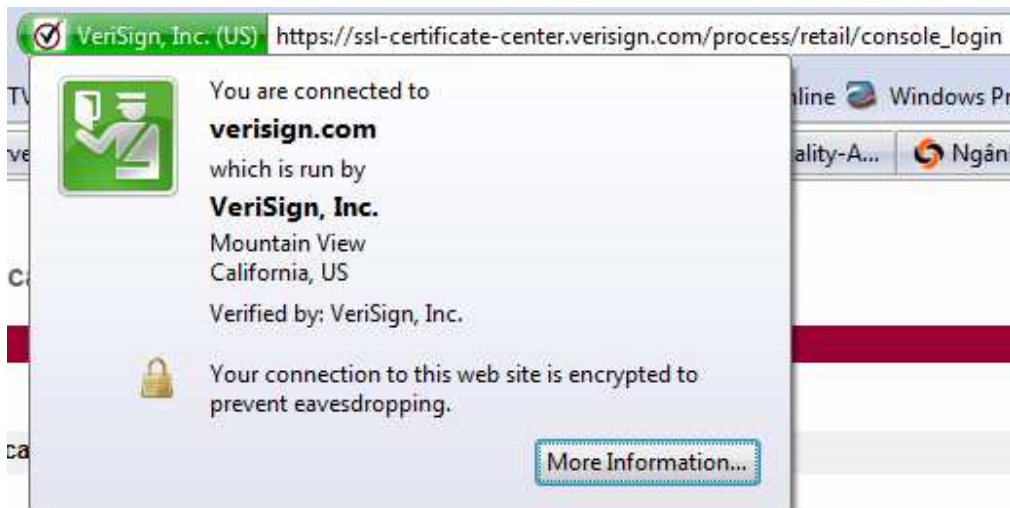 VeriSign, Inc. (US) https://ssl-certificate-center.verisign.com/process/retail/console_login
You are connected to
verisign.com
which is run by
VeriSign, Inc.
Mountain View
California, US
Verified by: VeriSign, Inc.
Your connection to this web site is encrypted to
prevent eavesdropping.
More Information...
Windows
ality-A...
Ngân